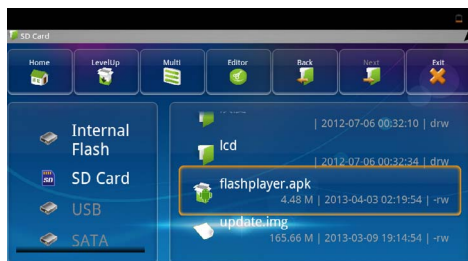 SD Card
Home
LevelUp
Multi
Editor
Back
Next
Exit
Internal
Flash
SD Card
USB
SATA
| 2012-07-06 00:32:10 | drw
lcd
| 2012-07-06 00:32:34 | drw
flashplayer.apk
4.48 M | 2013-04-03 02:19:54 | -rw
update.img
165.66 M | 2013-03-09 19:14:54 | -rw